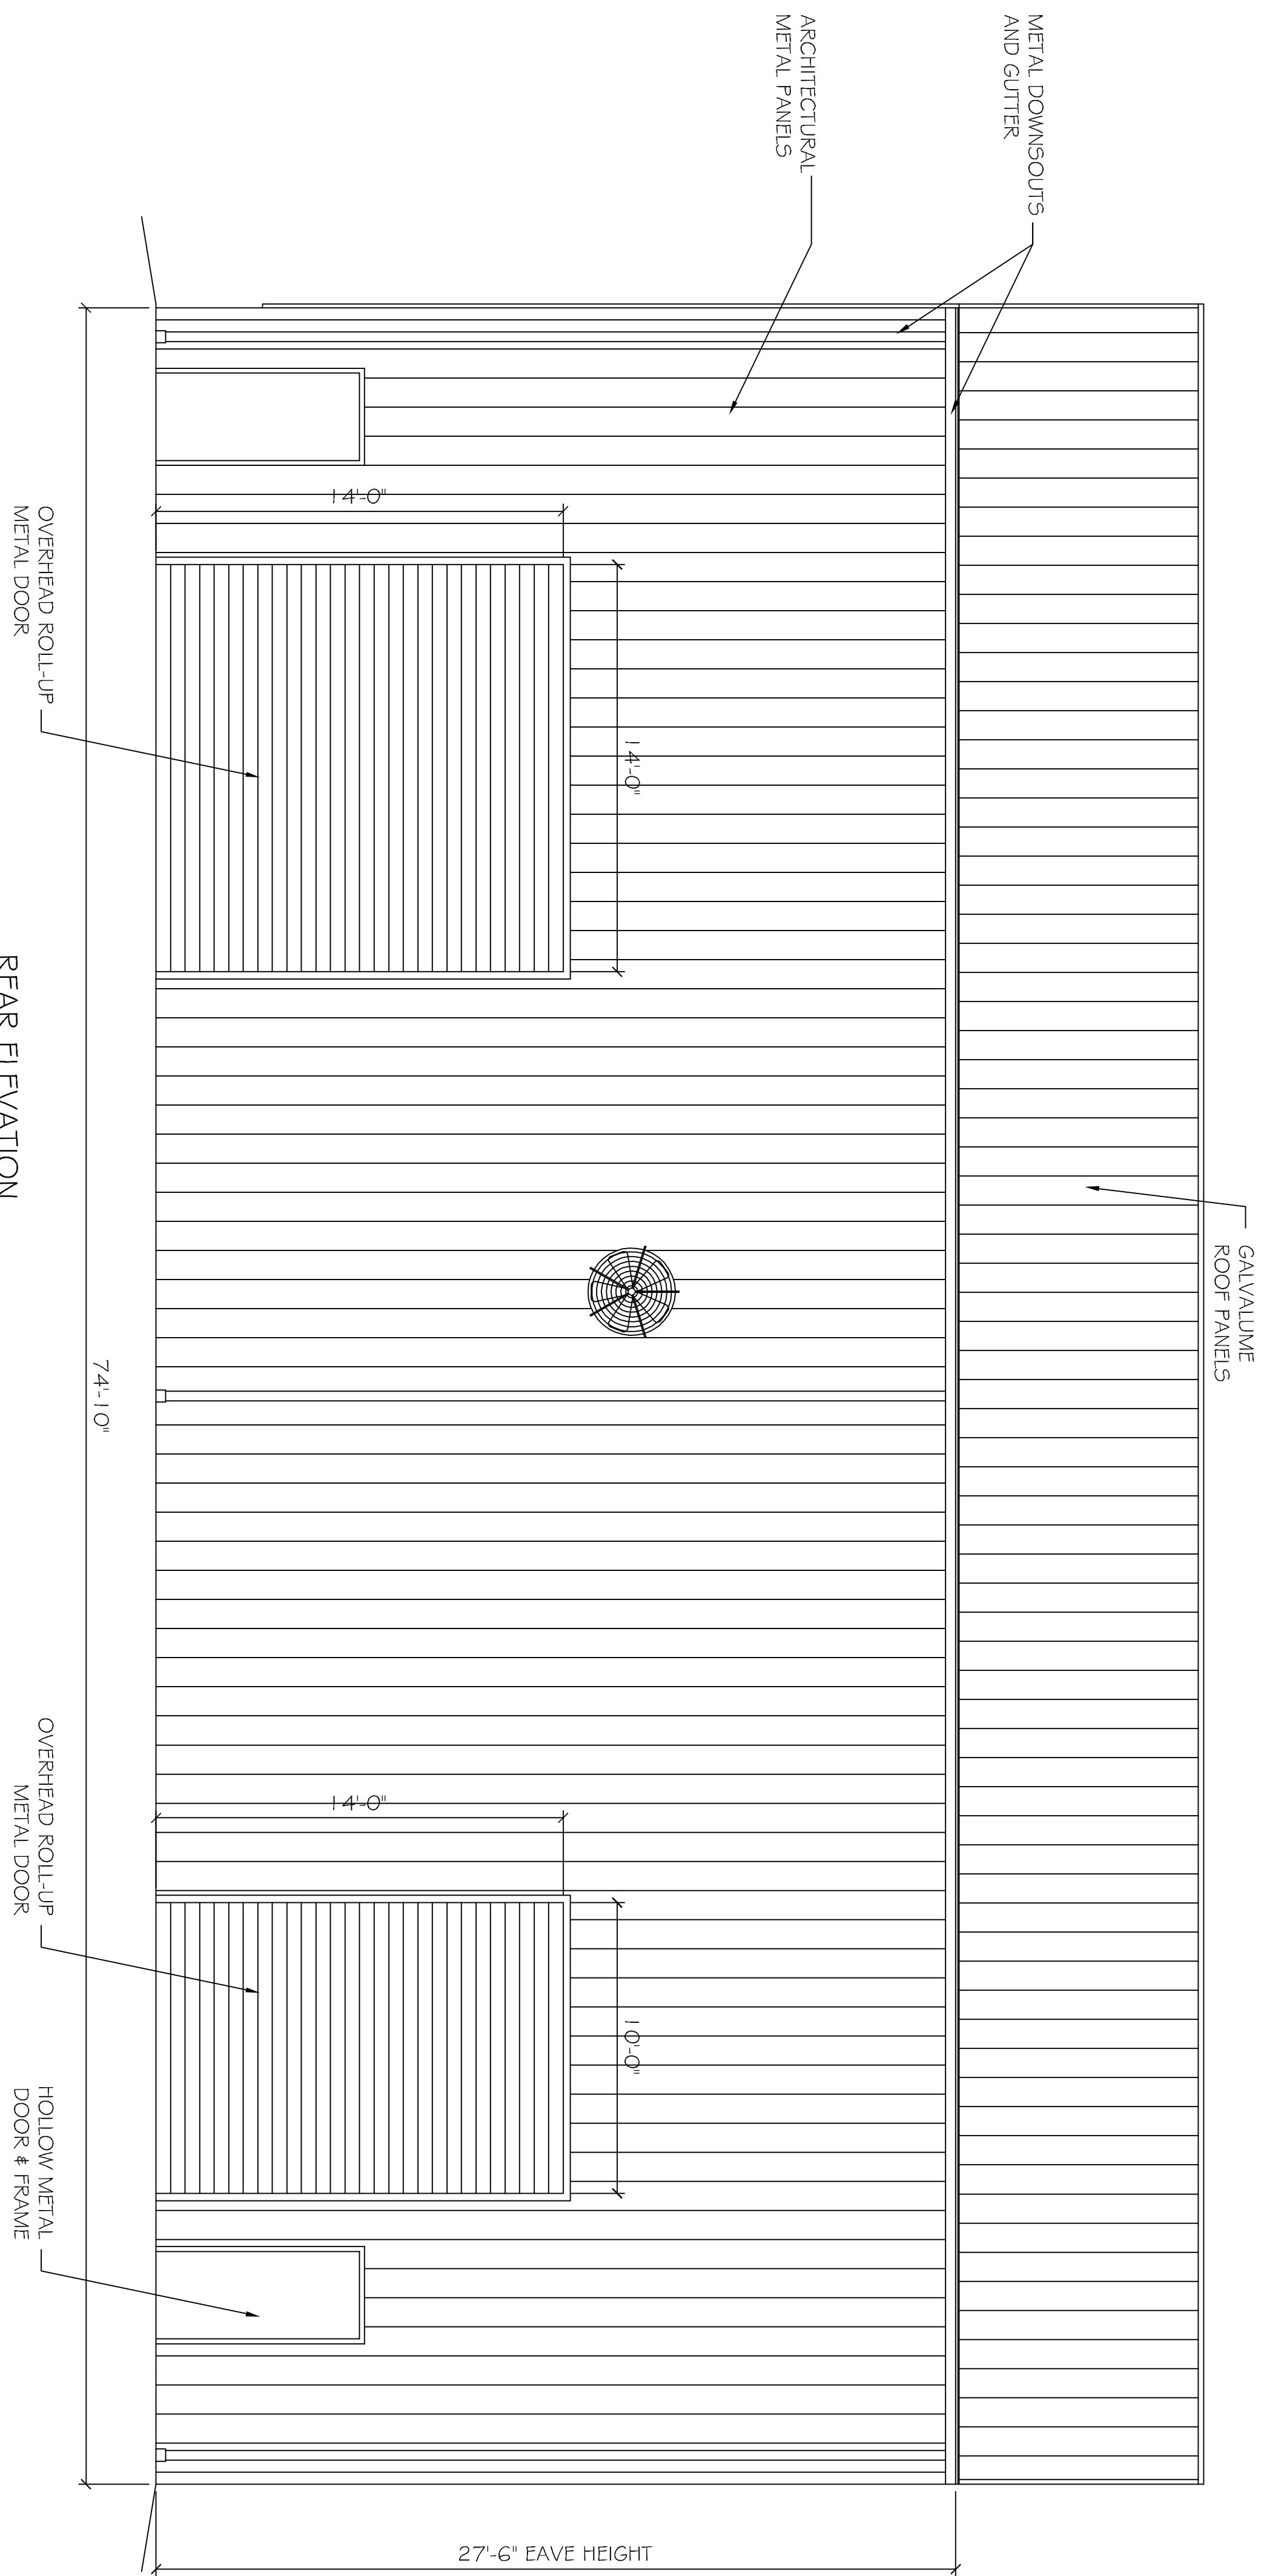 GALVALUME
ROOF PANELS
METAL DOWNSOUTS
AND GUTTER
ARCHITECTURAL
METAL PANELS
14'-0"
14'-0"
14'-0"
10'-0"
27'-6" EAVE HEIGHT
74'-10"
OVERHEAD ROLL-UP
METAL DOOR
OVERHEAD ROLL-UP
METAL DOOR
HOLLOW METAL
DOOR & FRAME
REAR ELEVATION